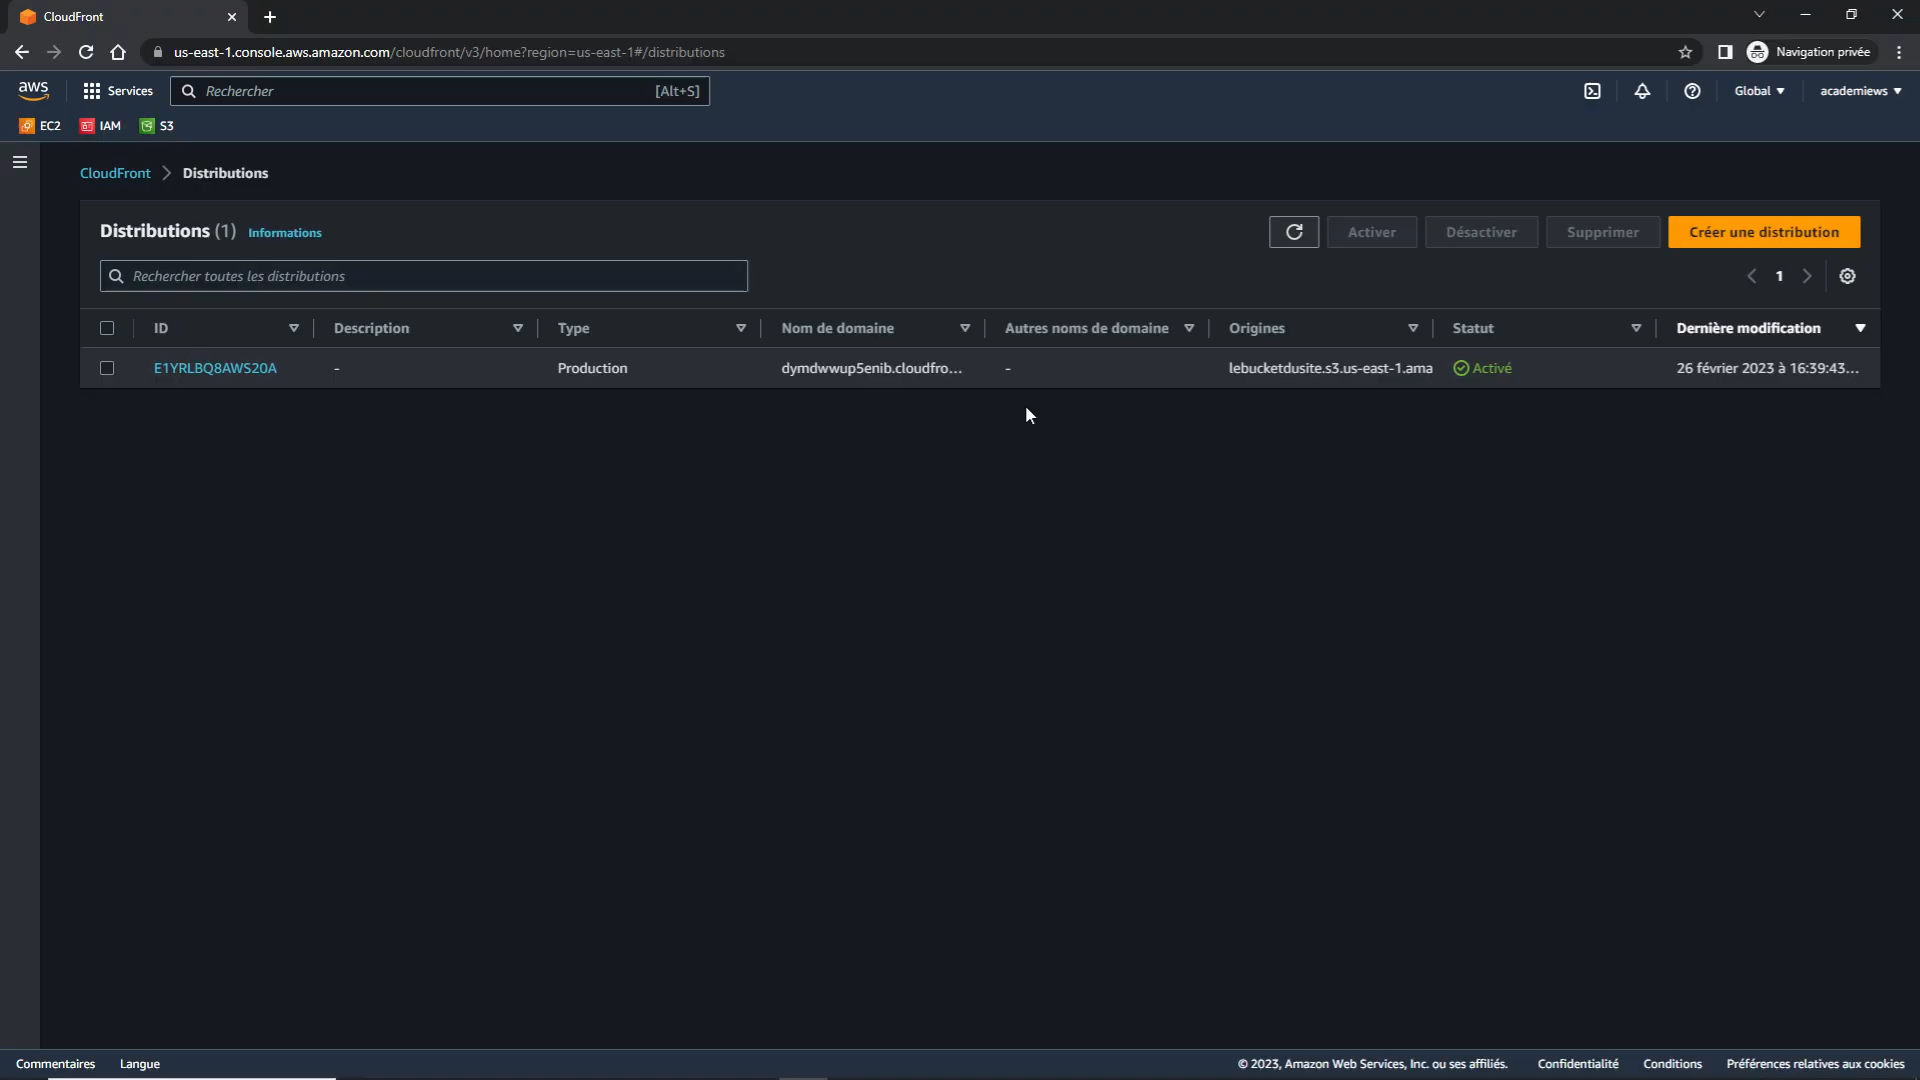 CloudFront
us-east-1.console.aws.amazon.com/cloudfront/v3/home?region=us-east-1#/distributions
Navigation privée
aws
Services
Rechercher
[Alt+S]
Global
academiews
EC2
IAM
S3
CloudFront
Distributions
Distributions (1)
Informations
Activer
Désactiver
Supprimer
Créer une distribution
Rechercher toutes les distributions
1
ID
Description
Type
Nom de domaine
Autres noms de domaine
Origines
Statut
Dernière modification
E1YRLBQ8AWS20A
-
Production
dymdwwup5enib.cloudfro...
-
lebucketdusite.s3.us-east-1.ama
Activé
26 février 2023 à 16:39:43...
Commentaires
Langue
© 2023, Amazon Web Services, Inc. ou ses affiliés.
Confidentialité
Conditions
Préférences relatives aux cookies